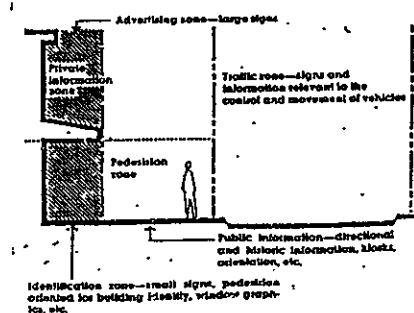 Advertising zone—large signs
Private
information
zone
Traffic zone—signs and
information relevant to the
control and movement of vehicles
Pedestrian
zone
Public information—directional
and historic information, kiosks,
orientation, etc.
Identification zone—small signs, pedestrian
oriented for building identity, window graph-
ics, etc.